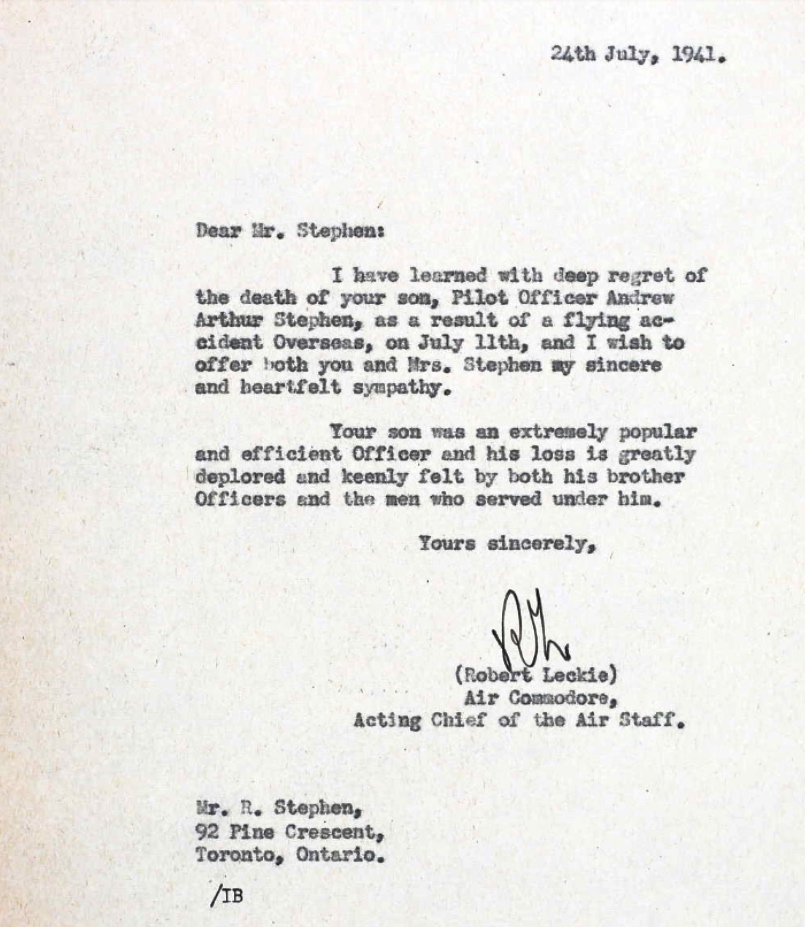 24th July, 1941.
Dear Mr. Stephen:
I have learned with deep regret of
the death of your son, Pilot Officer Andrew
Arthur Stephen, as a result of a flying ac-
cident Overseas, on July 11th, and I wish to
offer both you and Mrs. Stephen my sincere
and heartfelt sympathy.
Your son was an extremely popular
and efficient Officer and his loss is greatly
deplored and keenly felt by both his brother
Officers and the men who served under him.
Yours sincerely,
(Robert Leckie)
Air Commodore,
Acting Chief of the Air Staff.
Mr. R. Stephen,
92 Pine Crescent,
Toronto, Ontario.
/IB